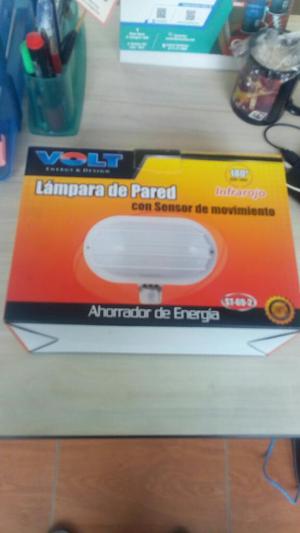 VOLT
ENERGY & DESIGN
180°
Lámpara de Pared
Infrarojo
con Sensor de movimiento
Ahorrador de Energía